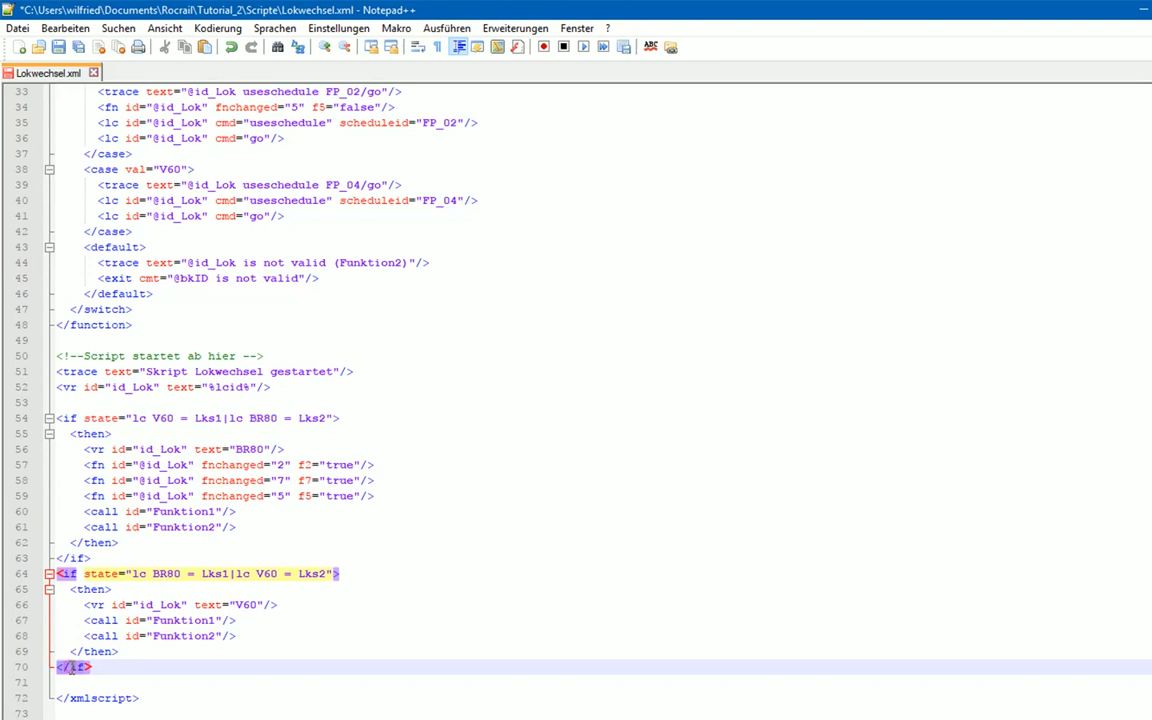 *C:\Users\wilfried\Documents\Rocrail\Tutorial_2\Scripte\Lokwechsel.xml - Notepad++
Datei Bearbeiten Suchen Ansicht Kodierung Sprachen Einstellungen Makro Ausführen Erweiterungen Fenster ?
ABC
Lokwechsel.xml
33 <trace text="@id_Lok useschedule FP_02/go"/>
34 <fn id="@id_Lok" fnchanged="5" f5="false"/>
35 <lc id="@id_Lok" cmd="useschedule" scheduleid="FP_02"/>
36 <lc id="@id_Lok" cmd="go"/>
37 </case>
38 <case val="V60">
39 <trace text="@id_Lok useschedule FP_04/go"/>
40 <lc id="@id_Lok" cmd="useschedule" scheduleid="FP_04"/>
41 <lc id="@id_Lok" cmd="go"/>
42 </case>
43 <default>
44 <trace text="@id_Lok is not valid (Funktion2)"/>
45 <exit cmt="@bkID is not valid"/>
46 </default>
47 </switch>
48 </function>
49
50 <!--Script startet ab hier -->
51 <trace text="Skript Lokwechsel gestartet"/>
52 <vr id="id_Lok" text="%lcid%"/>
53
54 <if state="lc V60 = Lks1|lc BR80 = Lks2">
55 <then>
56 <vr id="id_Lok" text="BR80"/>
57 <fn id="@id_Lok" fnchanged="2" f2="true"/>
58 <fn id="@id_Lok" fnchanged="7" f7="true"/>
59 <fn id="@id_Lok" fnchanged="5" f5="true"/>
60 <call id="Funktion1"/>
61 <call id="Funktion2"/>
62 </then>
63 </if>
64 <if state="lc BR80 = Lks1|lc V60 = Lks2">
65 <then>
66 <vr id="id_Lok" text="V60"/>
67 <call id="Funktion1"/>
68 <call id="Funktion2"/>
69 </then>
70 </if>
71
72 </xmlscript>
73